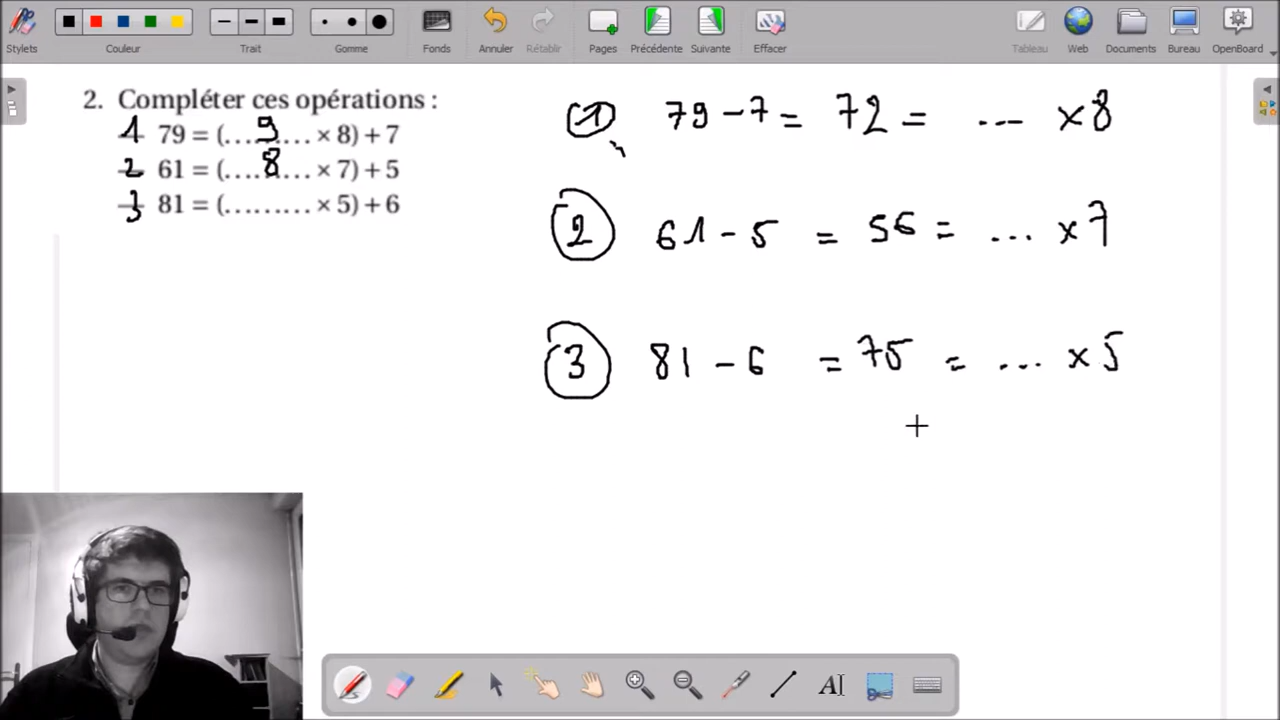 Stylets Couleur Trait Gomme Fonds Annuler Rétablir Pages Précédente Suivante Effacer Tableau Web Documents Bureau OpenBoard
2. Compléter ces opérations :
1 79 = (....9.... × 8) + 7
2 61 = (....8.... × 7) + 5
3 81 = (......... × 5) + 6
1 79 - 7 = 72 = ... × 8
2 61 - 5 = 56 = ... × 7
3 81 - 6 = 75 = ... × 5
AI